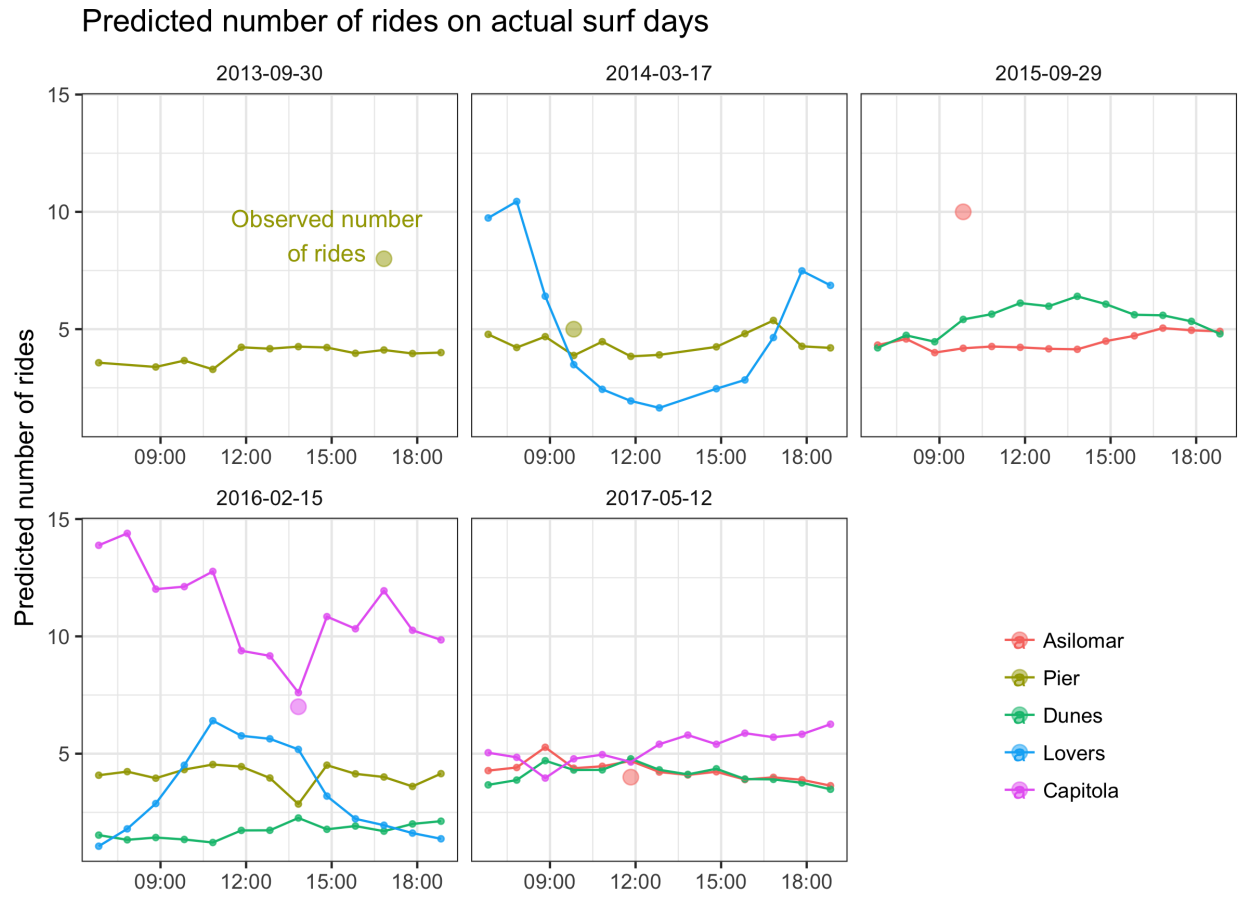 Predicted number of rides on actual surf days
2013-09-30
2014-03-17
2015-09-29
15
10
5
Observed number
of rides
09:00 12:00 15:00 18:00
09:00 12:00 15:00 18:00
09:00 12:00 15:00 18:00
Predicted number of rides
2016-02-15
2017-05-12
15
10
5
09:00 12:00 15:00 18:00
09:00 12:00 15:00 18:00
a Asilomar
a Pier
a Dunes
a Lovers
a Capitola